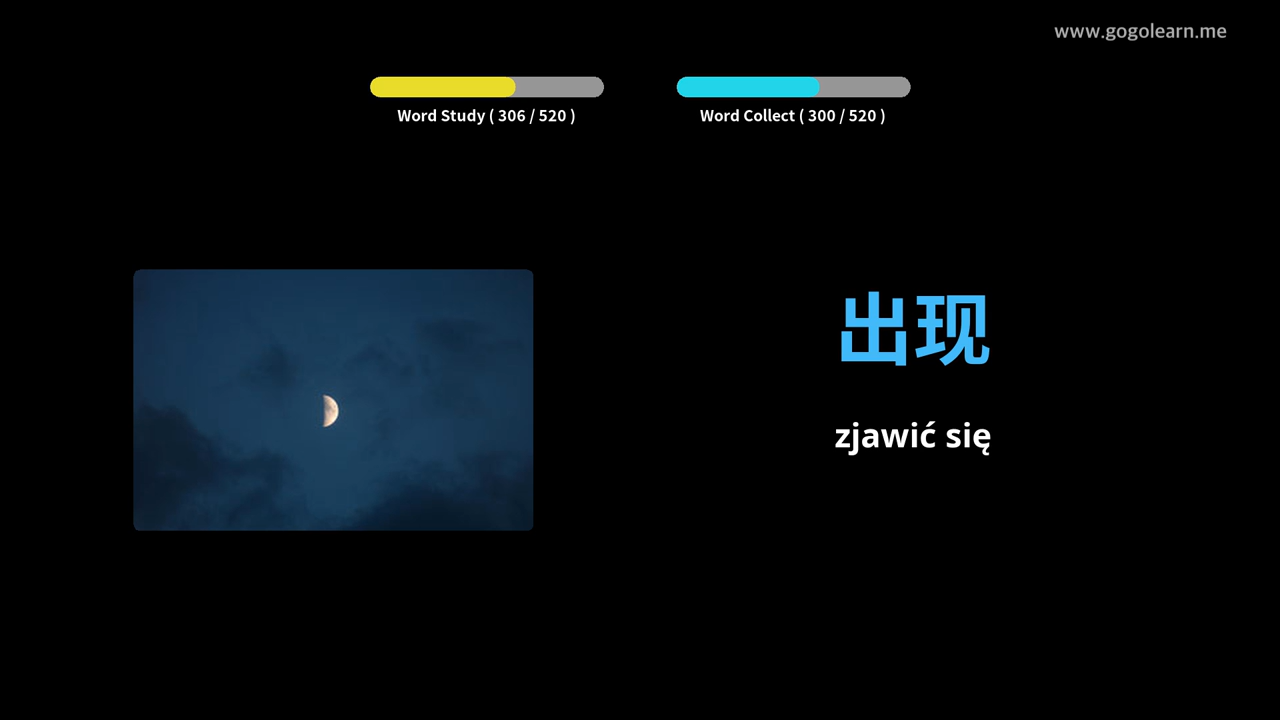 www.gogolearn.me
Word Study ( 306 / 520 )
Word Collect ( 300 / 520 )
出现
zjawić się